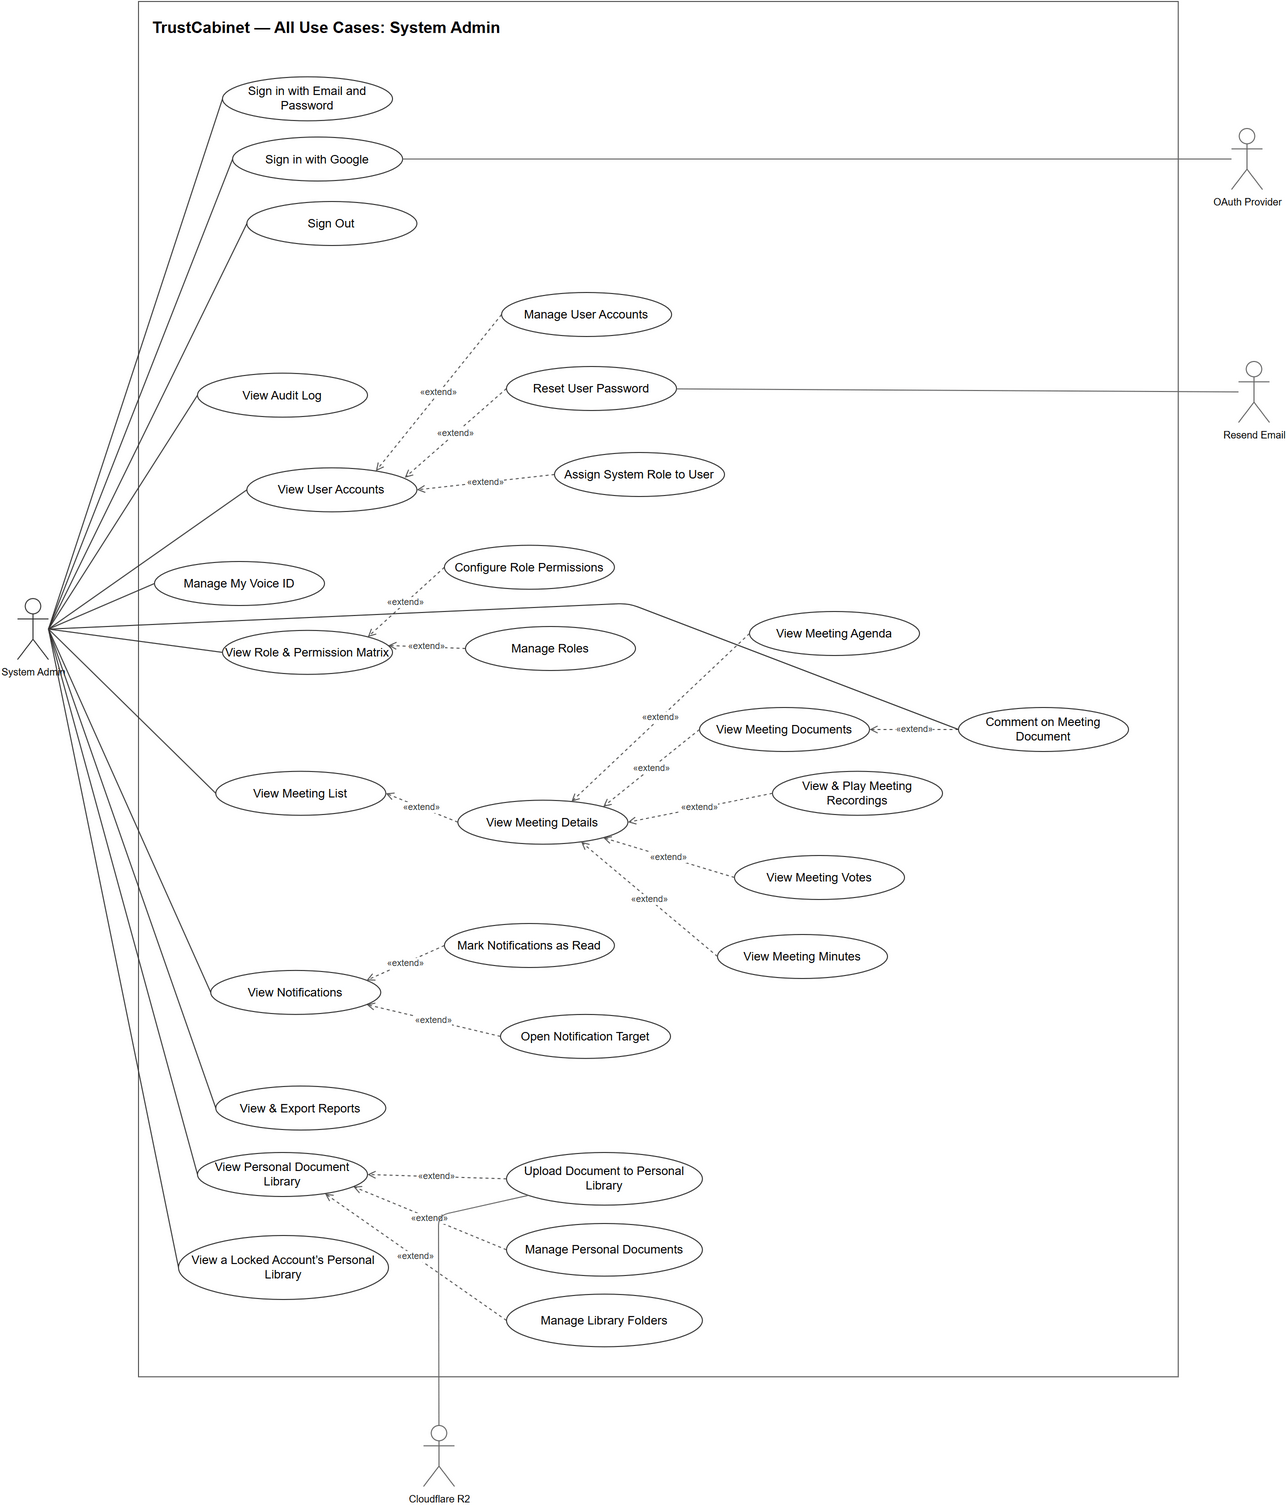 TrustCabinet — All Use Cases: System Admin
Sign in with Email and
Password
Sign in with Google
OAuth Provider
Sign Out
Manage User Accounts
«extend»
Reset User Password
Resend Email
View Audit Log
«extend»
Assign System Role to User
«extend»
View User Accounts
Configure Role Permissions
Manage My Voice ID
«extend»
System Admin
View Role & Permission Matrix
«extend»
Manage Roles
View Meeting Agenda
«extend»
View Meeting Documents
«extend»
Comment on Meeting
Document
«extend»
View Meeting List
«extend»
View Meeting Details
«extend»
View & Play Meeting
Recordings
«extend»
View Meeting Votes
«extend»
View Meeting Minutes
Mark Notifications as Read
«extend»
View Notifications
«extend»
Open Notification Target
View & Export Reports
View Personal Document
Library
«extend»
Upload Document to Personal
Library
«extend»
Manage Personal Documents
«extend»
View a Locked Account's Personal
Library
Manage Library Folders
Cloudflare R2